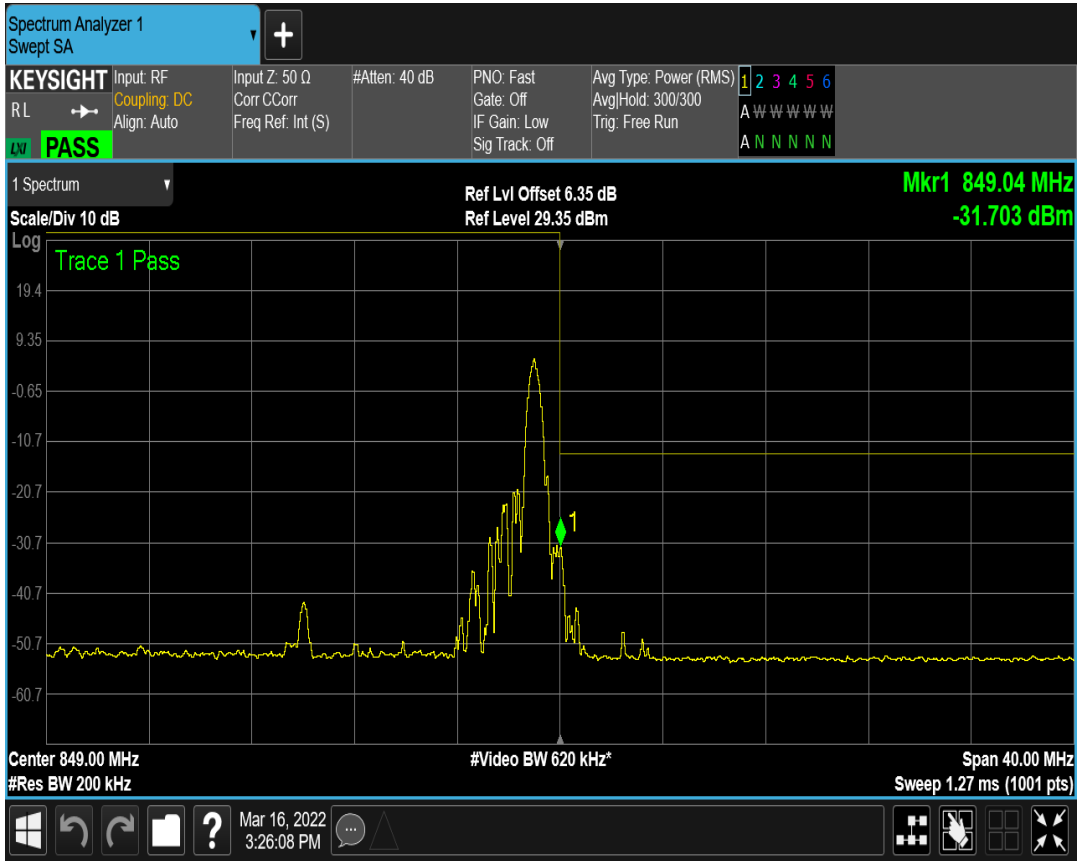 Spectrum Analyzer 1
Swept SA
+
KEYSIGHT
R L
LXI
PASS
Input: RF
Coupling: DC
Align: Auto
Input Z: 50 Ω
Corr CCorr
Freq Ref: Int (S)
#Atten: 40 dB
PNO: Fast
Gate: Off
IF Gain: Low
Sig Track: Off
Avg Type: Power (RMS)
Avg|Hold: 300/300
Trig: Free Run
1 2 3 4 5 6
A W W W W W
A N N N N N
1 Spectrum
Scale/Div 10 dB
Ref Lvl Offset 6.35 dB
Ref Level 29.35 dBm
Mkr1 849.04 MHz
-31.703 dBm
Log
Trace 1 Pass
19.4
9.35
-0.65
-10.7
-20.7
1
-30.7
-40.7
-50.7
-60.7
Center 849.00 MHz
#Res BW 200 kHz
#Video BW 620 kHz*
Span 40.00 MHz
Sweep 1.27 ms (1001 pts)
?
Mar 16, 2022
3:26:08 PM